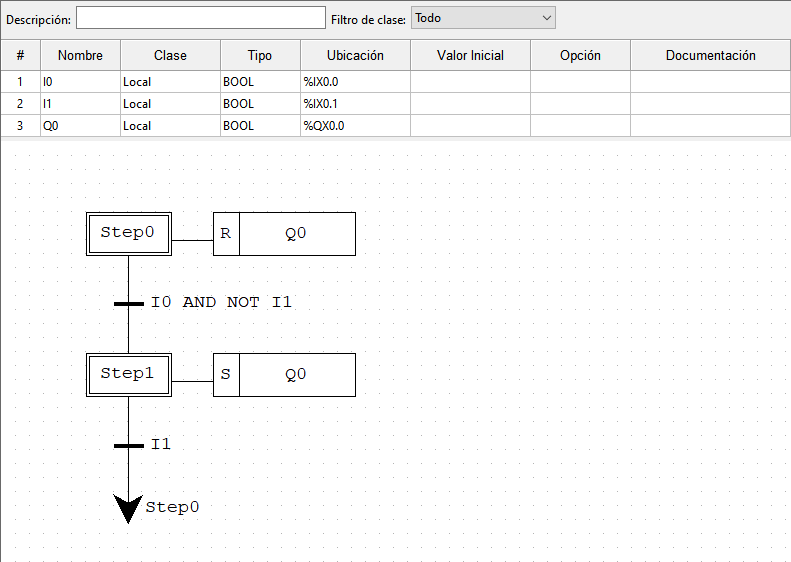 Descripción: Filtro de clase: Todo
# Nombre Clase Tipo Ubicación Valor Inicial Opción Documentación
1 I0 Local BOOL %IX0.0
2 I1 Local BOOL %IX0.1
3 Q0 Local BOOL %QX0.0
Step0 R Q0
I0 AND NOT I1
Step1 S Q0
I1
Step0